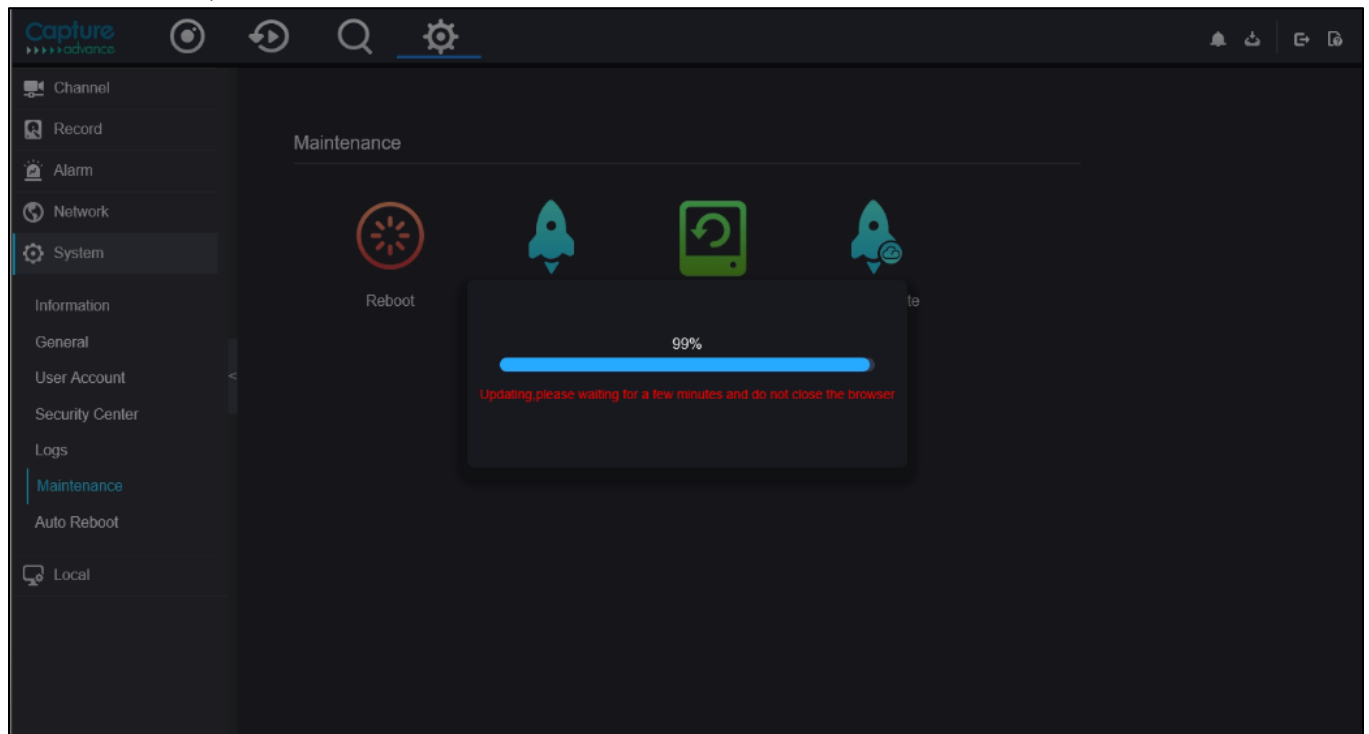 Capture
advance
Channel
Record
Alarm
Network
System
Information
General
User Account
Security Center
Logs
Maintenance
Auto Reboot
Local
<
Maintenance
Reboot
te
99%
Updating,please waiting for a few minutes and do not close the browser